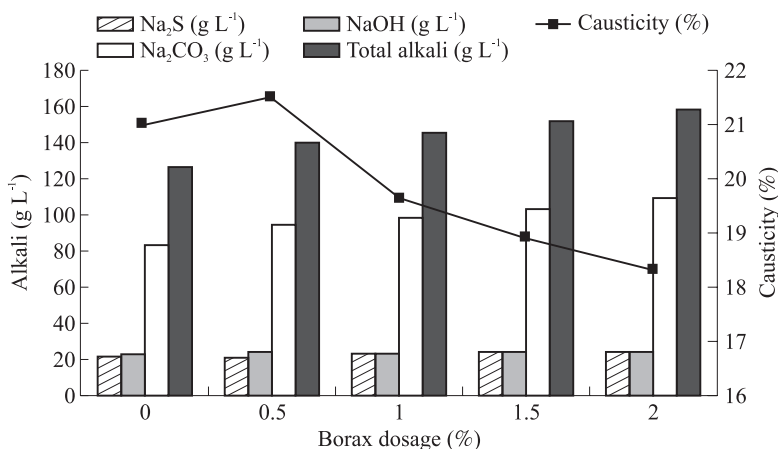 Na₂S (g L⁻¹) NaOH (g L⁻¹) Causticity (%)
Na₂CO₃ (g L⁻¹) Total alkali (g L⁻¹)
Alkali (g L⁻¹)
180
160
140
120
100
80
60
40
20
0
22
21
20
19
18
17
16
Causticity (%)
0 0.5 1 1.5 2
Borax dosage (%)